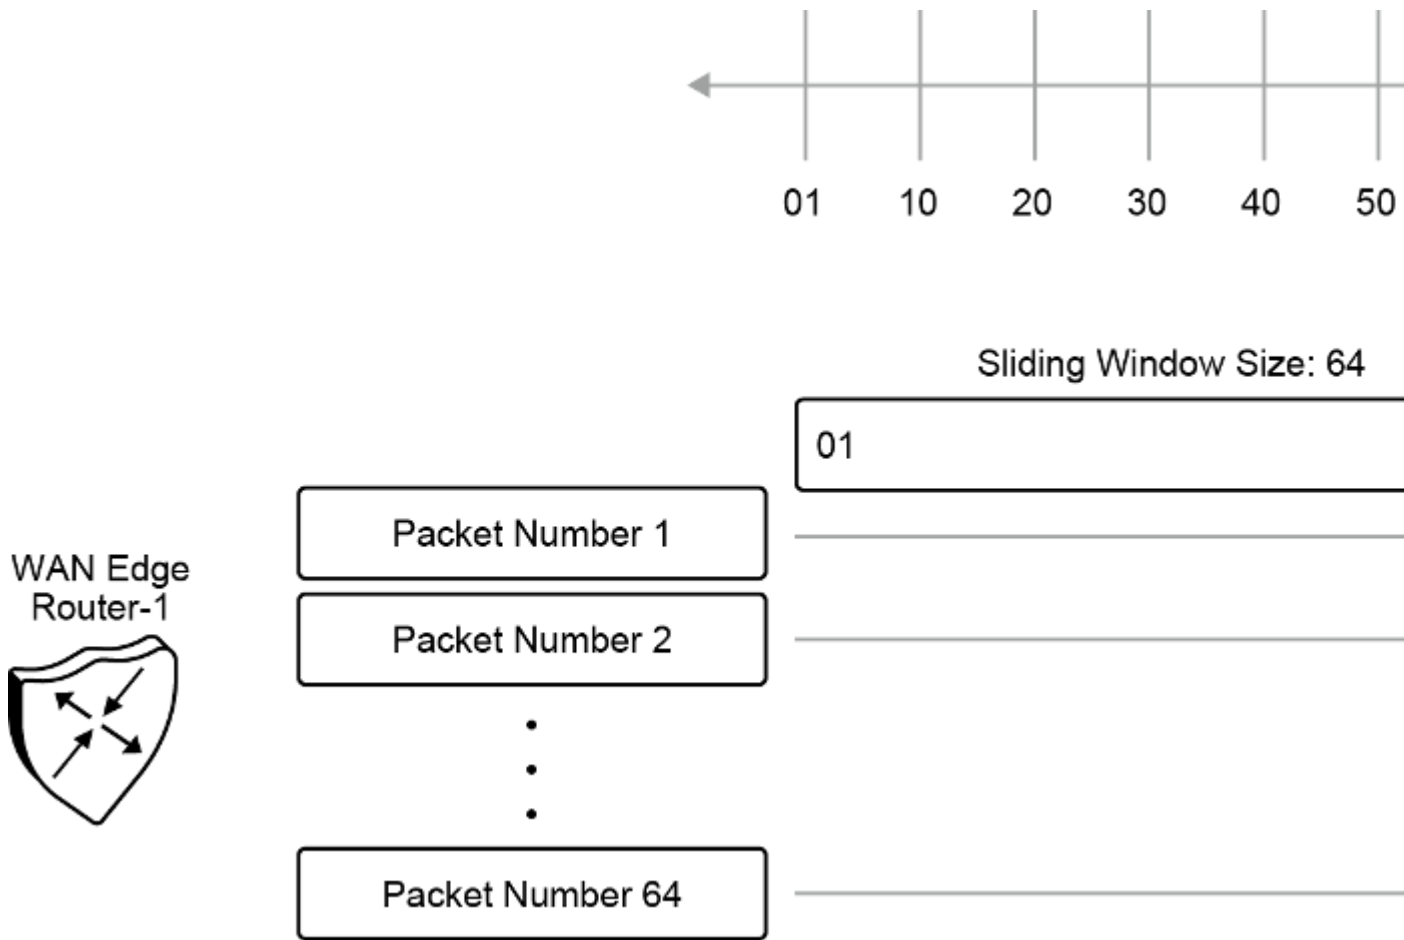 01 10 20 30 40 50
Sliding Window Size: 64
01
Packet Number 1
WAN Edge
Router-1
Packet Number 2
Packet Number 64